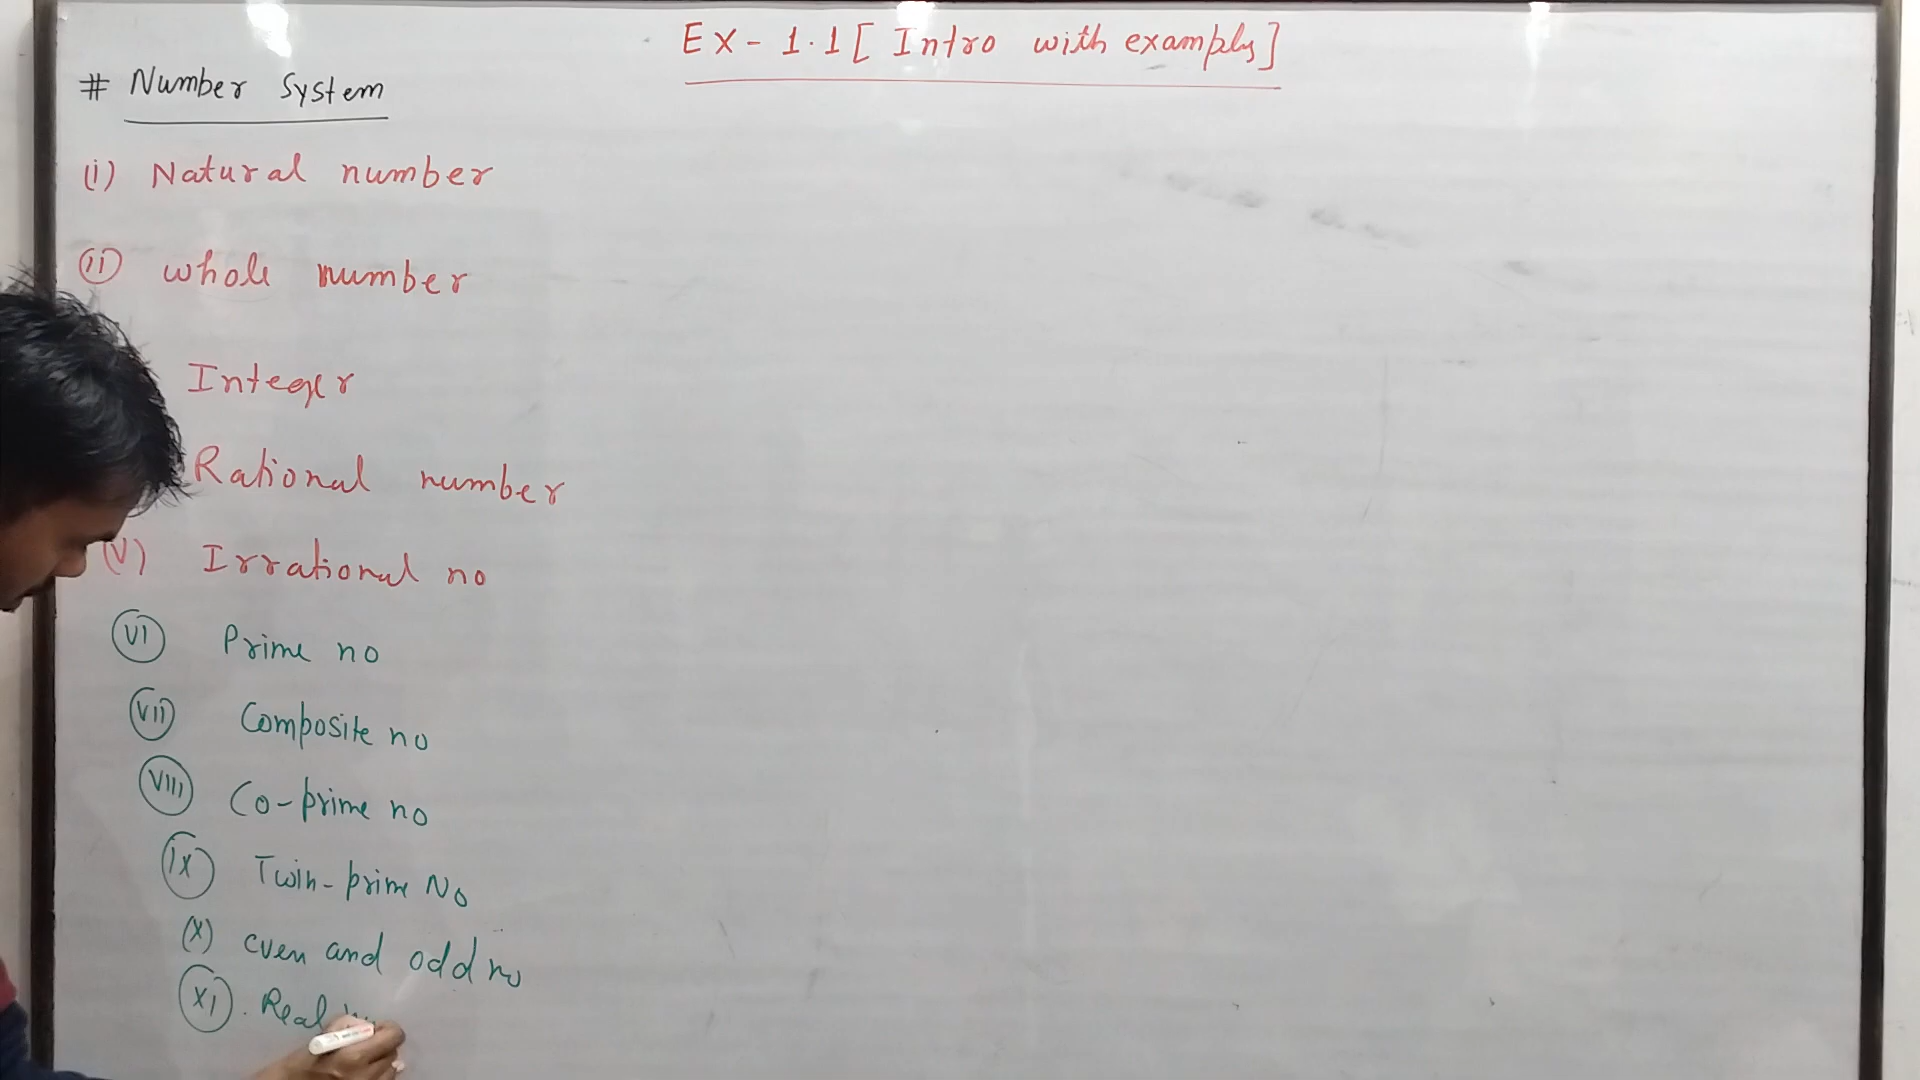 Ex - 1.1 [ Intro with examply ]
# Number System
(i) Natural number
(ii) whole number
Integer
Rational number
(V) Irrational no
(VI) Prime no
(VII) Composite no
(VIII) Co-prime no
(IX) Twin-prime No
(X) even and odd no
(XI). Real